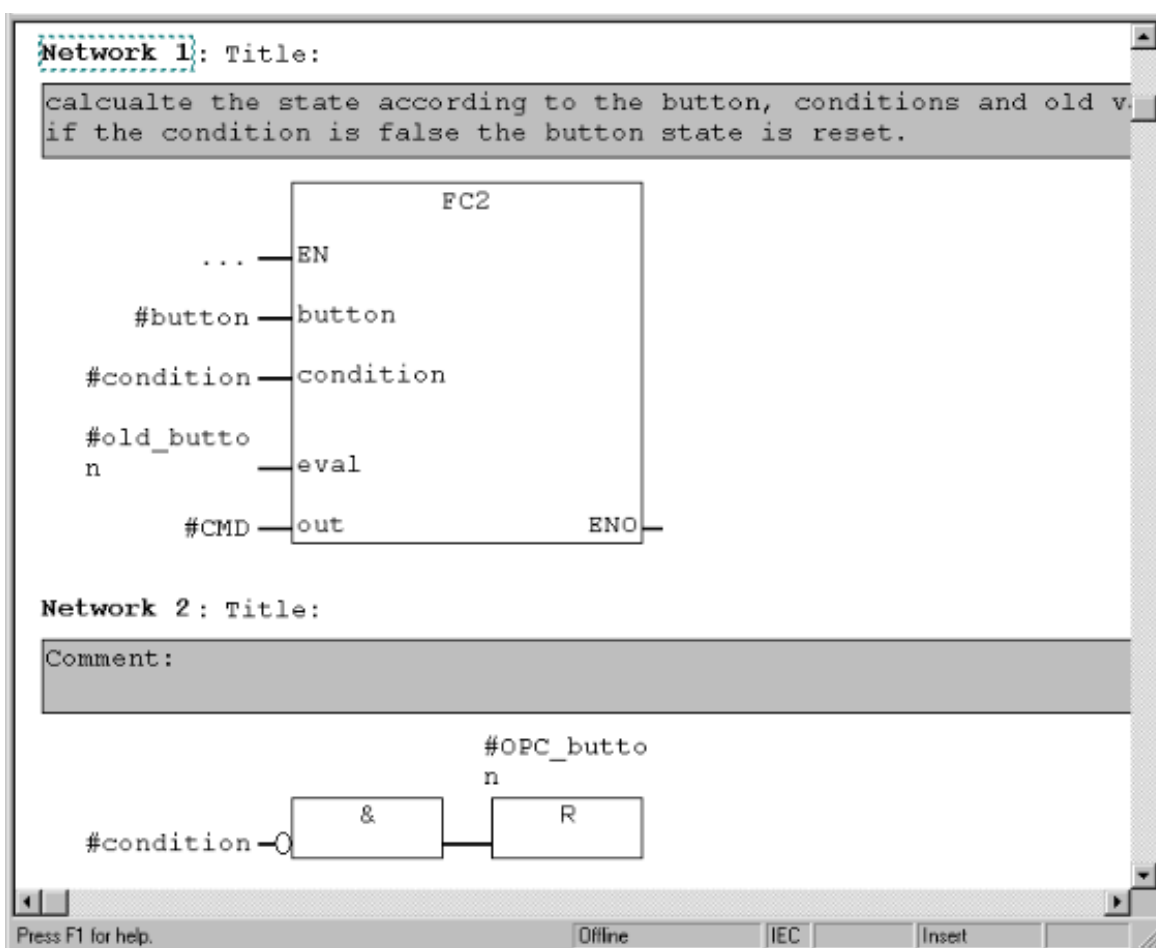 Network 1: Title:
calcualte the state according to the button, conditions and old v
if the condition is false the button state is reset.
FC2
... EN
#button button
#condition condition
#old_butto
n eval
#CMD out ENO
Network 2: Title:
Comment:
#OPC_butto
n
& R
#condition
Press F1 for help. Offline IEC Insert